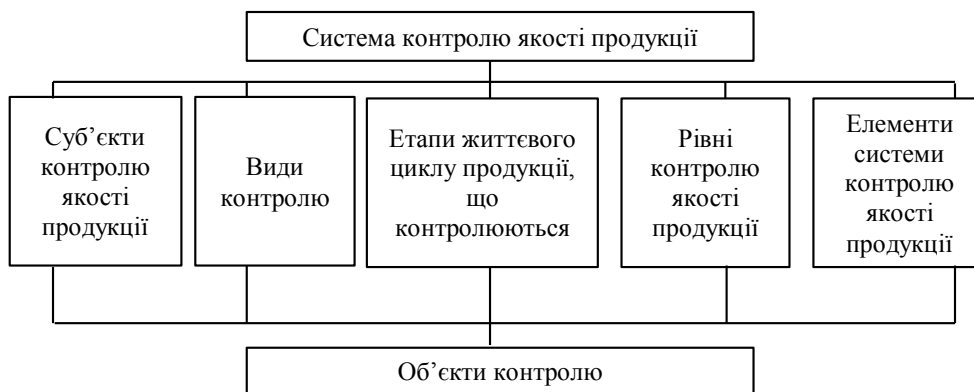 Система контролю якості продукції
Суб’єкти
контролю
якості
продукції
Види
контролю
Етапи життєвого
циклу продукції,
що
контролюються
Рівні
контролю
якості
продукції
Елементи
системи
контролю
якості
продукції
Об’єкти контролю